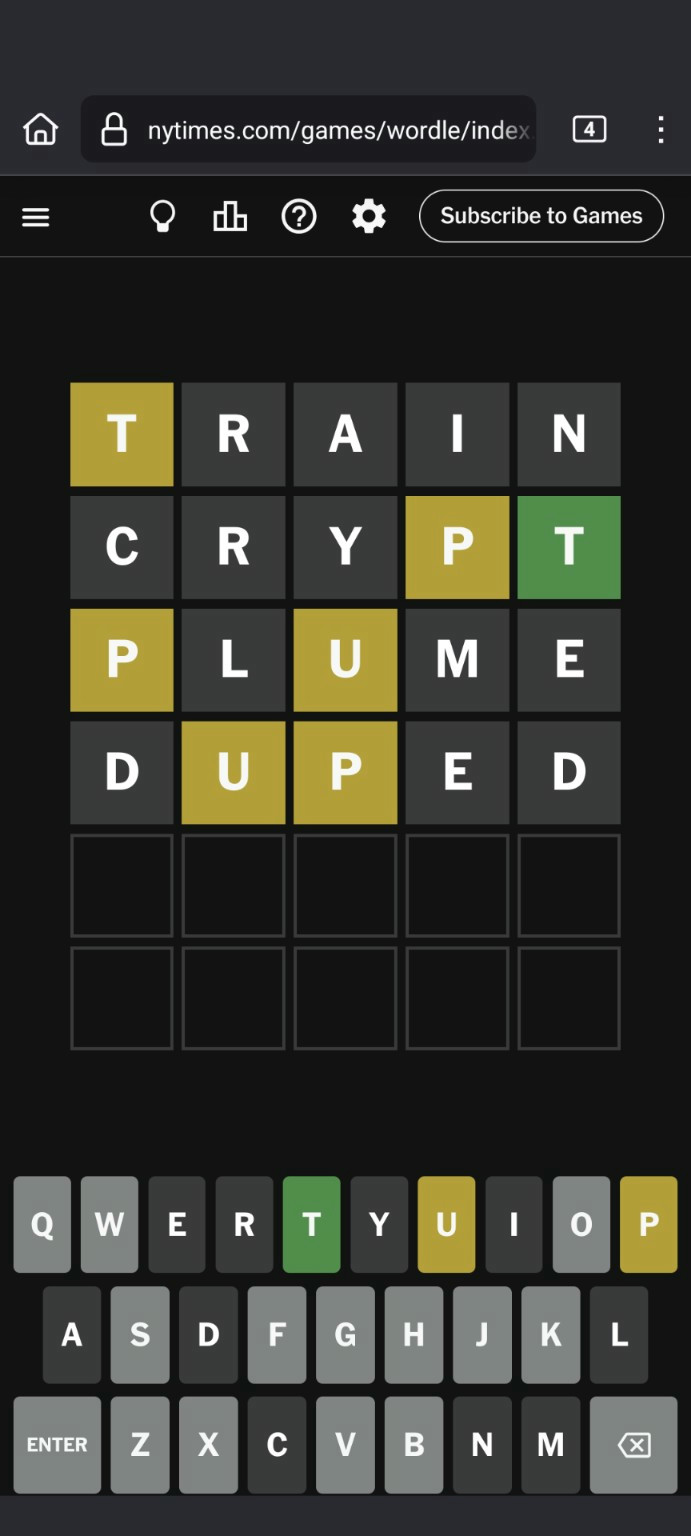 nytimes.com/games/wordle/index.
4
Subscribe to Games
T R A I N
C R Y P T
P L U M E
D U P E D
Q W E R T Y U I O P
A S D F G H J K L
ENTER Z X C V B N M